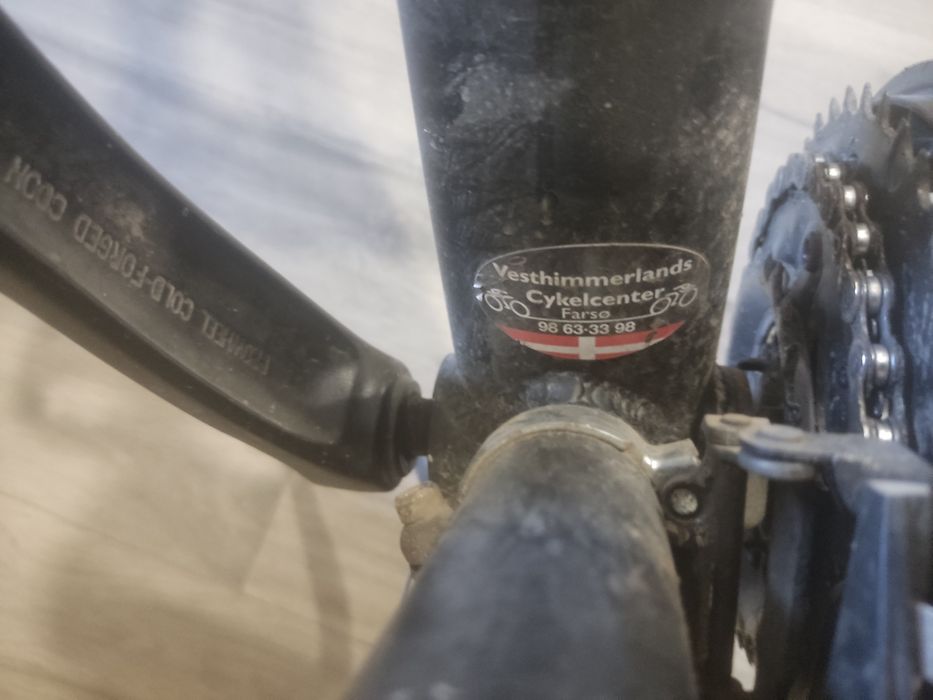 Vesthimmerlands
Cykelcenter
Farsø
98 63-33 98
COLD-FORGED